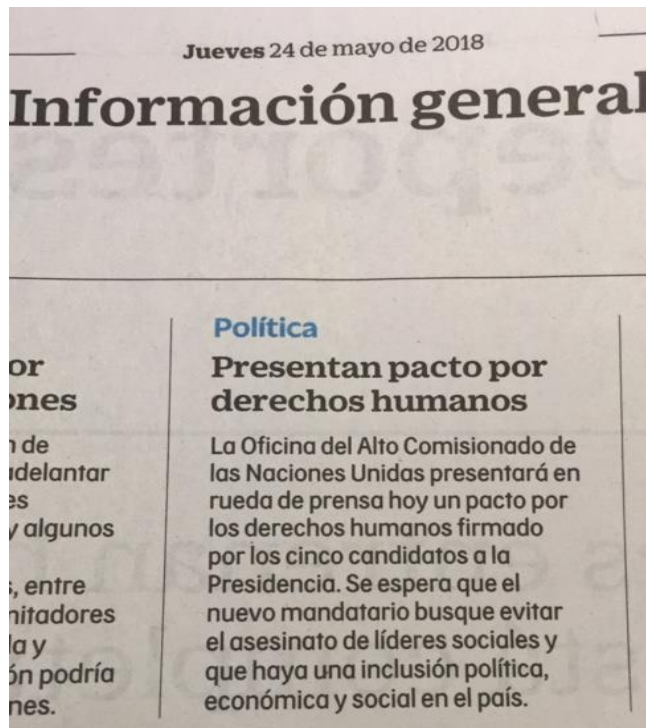 Jueves 24 de mayo de 2018
Información general
or
ones
n de
adelantar
es
y algunos
, entre
mitadores
la y
ón podría
nes.
Política
Presentan pacto por
derechos humanos
La Oficina del Alto Comisionado de
las Naciones Unidas presentará en
rueda de prensa hoy un pacto por
los derechos humanos firmado
por los cinco candidatos a la
Presidencia. Se espera que el
nuevo mandatario busque evitar
el asesinato de líderes sociales y
que haya una inclusión política,
económica y social en el país.